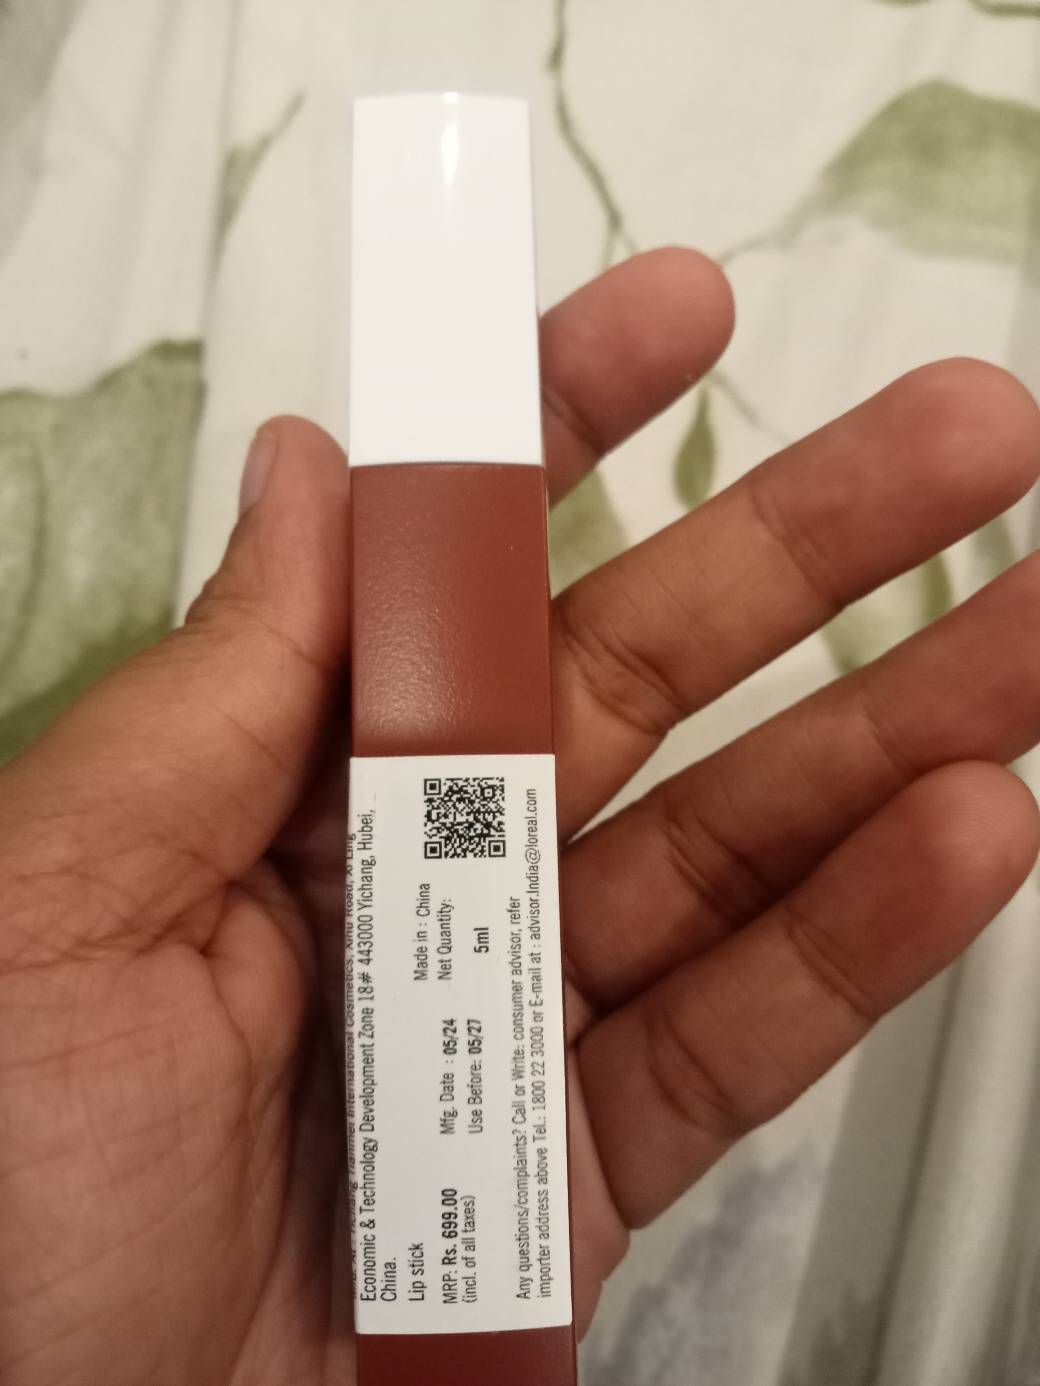 Economic & Technology Development Zone 18# 443000 Yichang, Hubei,
China.
Lip stick
Made in : China
MRP: Rs. 699.00
(incl. of all taxes)
Mfg. Date : 05/24
Use Before: 05/27
Net Quantity:
5ml
Any questions/complaints? Call or Write: consumer advisor, refer
importer address above Tel.: 1800 22 3000 or E-mail at : advisor.India@loreal.com